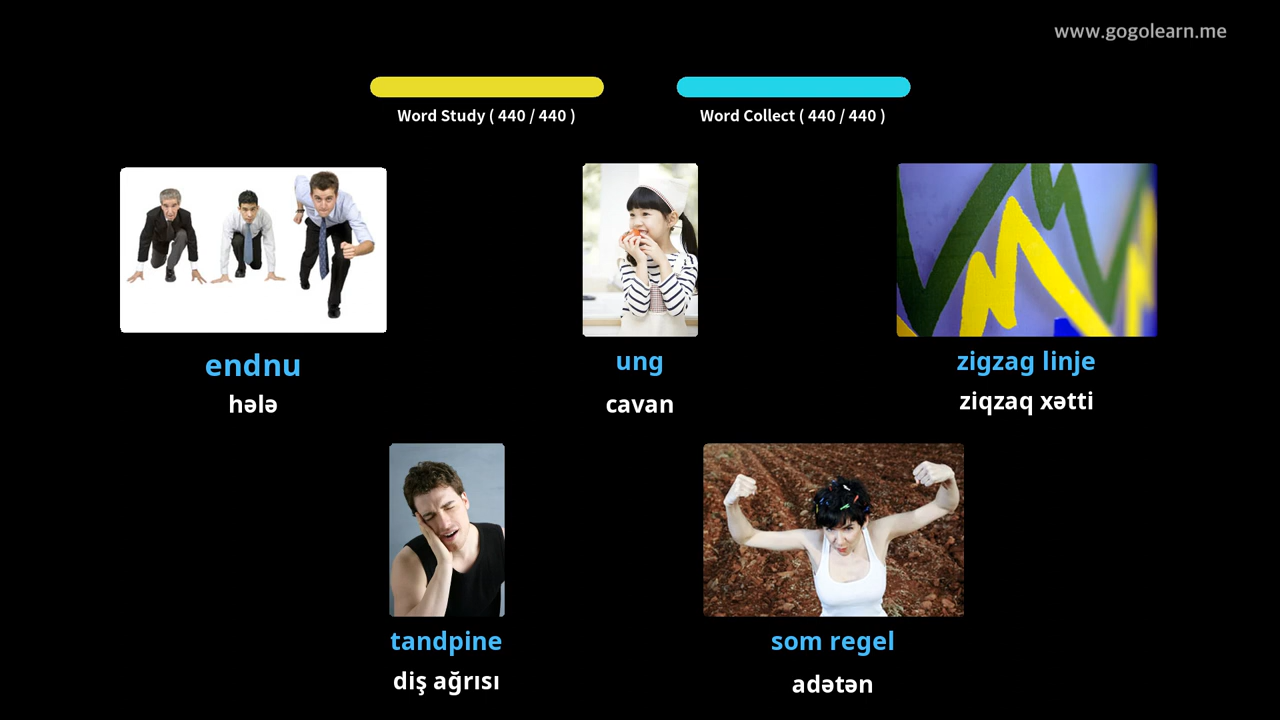 www.gogolearn.me
Word Study ( 440 / 440 )
Word Collect ( 440 / 440 )
endnu
hələ
ung
cavan
zigzag linje
ziqzaq xətti
tandpine
diş ağrısı
som regel
adətən